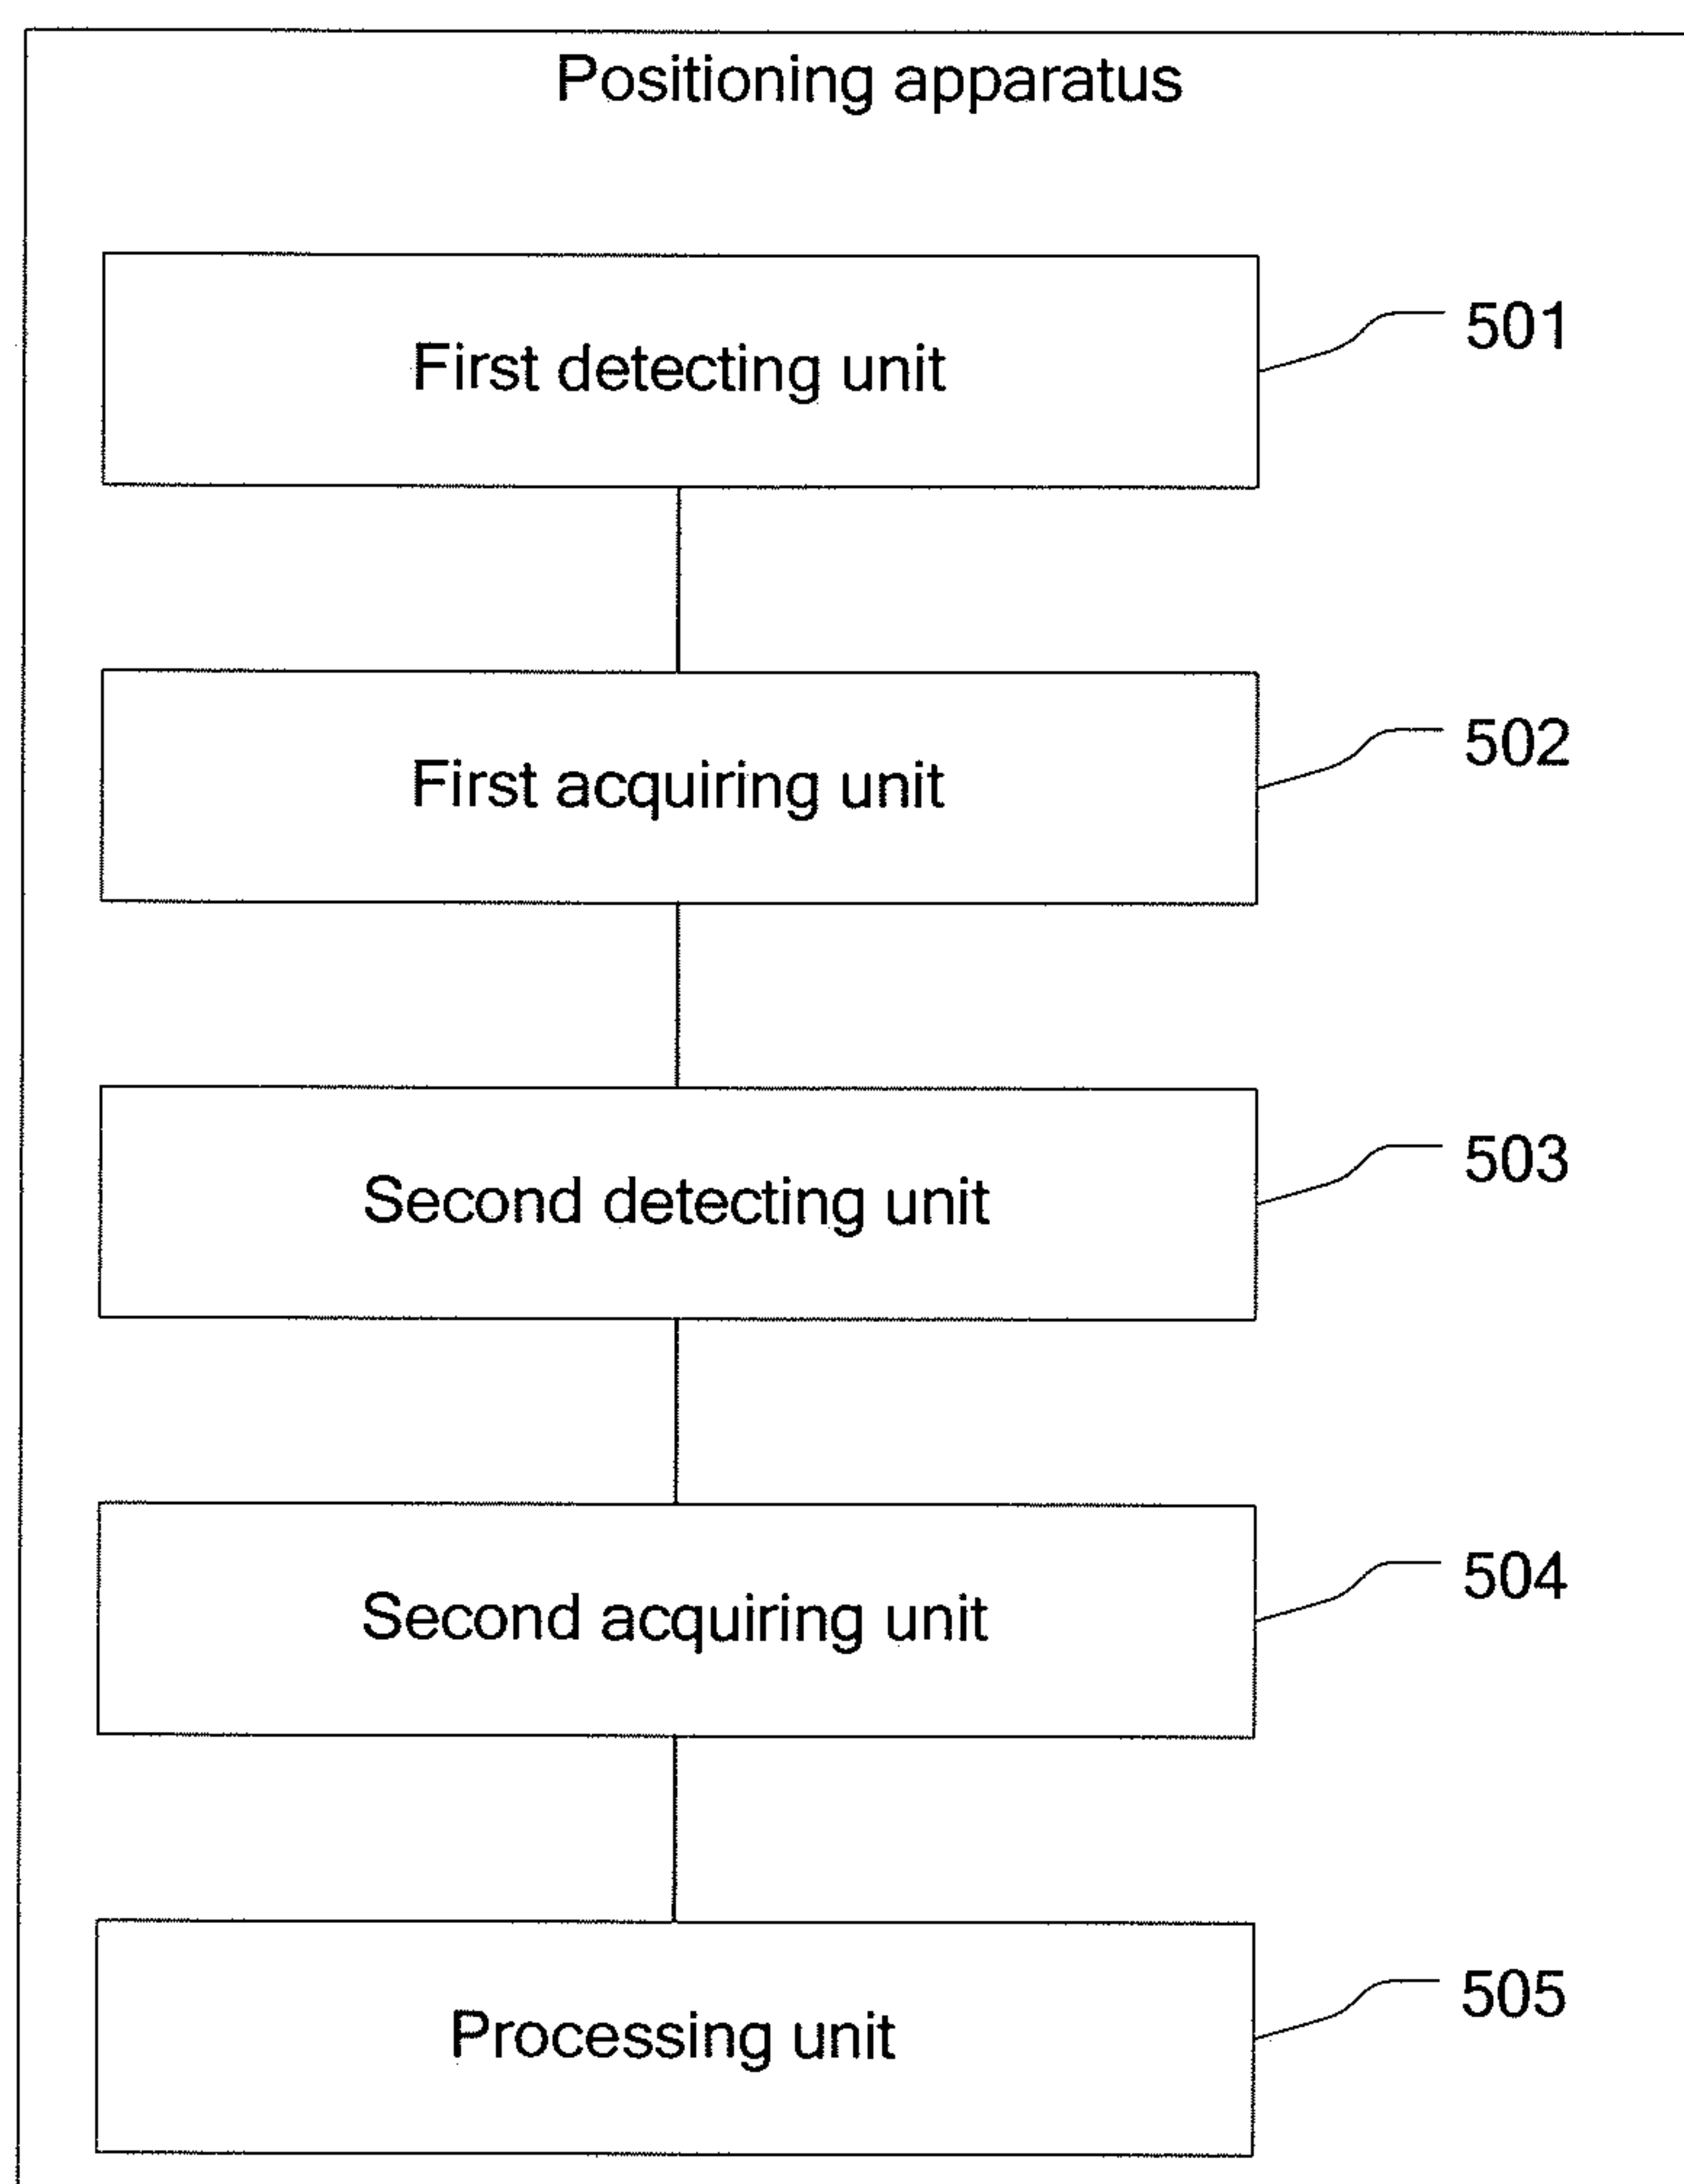 Positioning apparatus
First detecting unit
501
First acquiring unit
502
Second detecting unit
503
Second acquiring unit
504
Processing unit
505